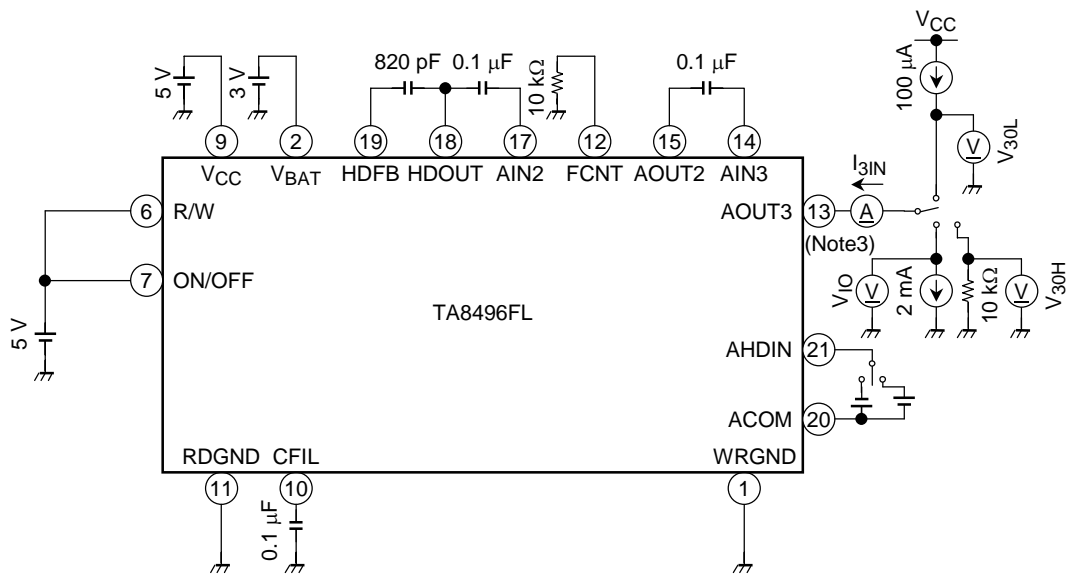 VCC
5 V
3 V
820 pF
0.1 µF
10 kΩ
0.1 µF
100 µA
V
V30L
9
2
19
18
17
12
15
14
VCC
VBAT
HDFB
HDOUT
AIN2
FCNT
AOUT2
AIN3
I3IN
6
R/W
AOUT3
13
A
(Note3)
7
ON/OFF
5 V
TA8496FL
VIO
V
2 mA
10 kΩ
V
V30H
AHDIN
21
ACOM
20
RDGND
CFIL
WRGND
11
10
1
0.1 µF